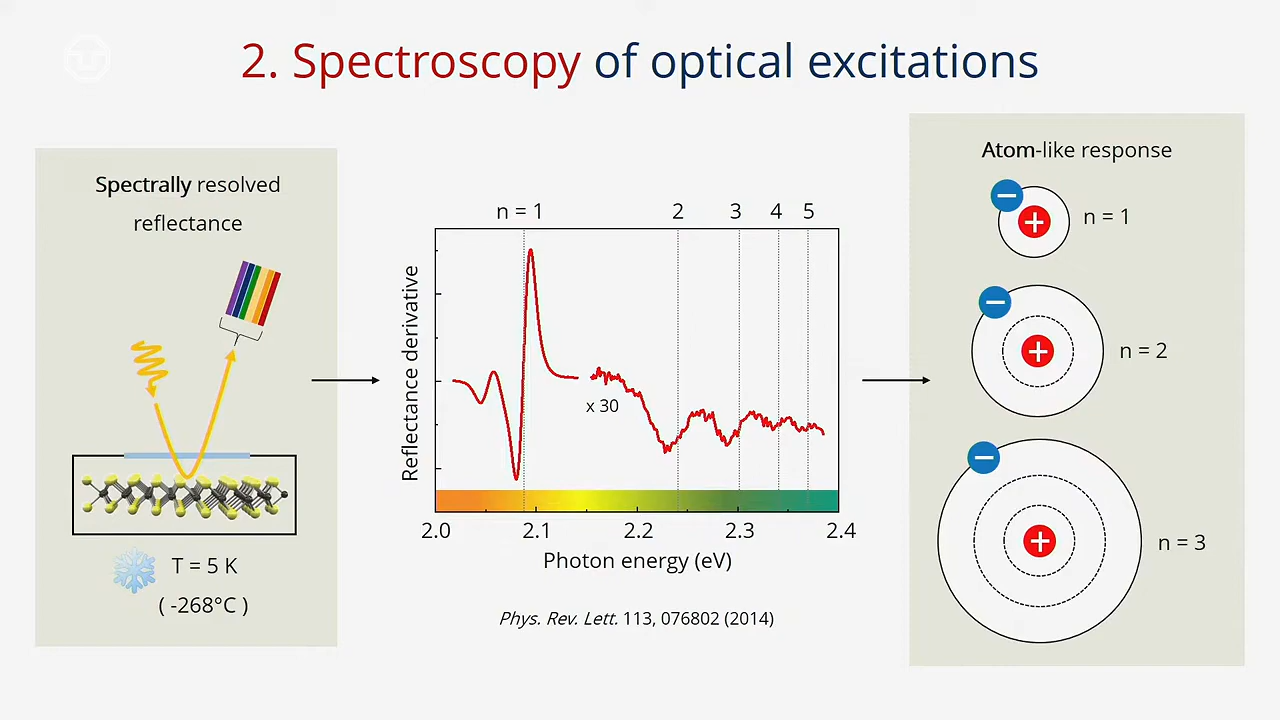 2. Spectroscopy of optical excitations
Spectrally resolved
reflectance
T = 5 K
( -268°C )
n = 1
2
3
4
5
Reflectance derivative
x 30
2.0
2.1
2.2
2.3
2.4
Photon energy (eV)
Phys. Rev. Lett. 113, 076802 (2014)
Atom-like response
n = 1
n = 2
n = 3